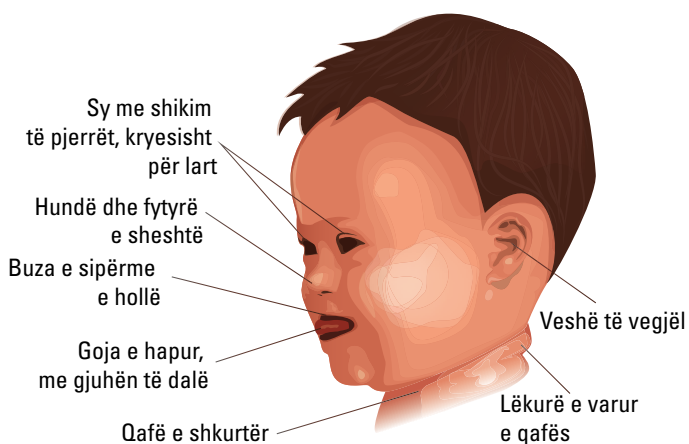 Sy me shikim
të pjerrët, kryesisht
për lart
Hundë dhe fytyrë
e sheshtë
Buza e sipërme
e hollë
Goja e hapur,
me gjuhën të dalë
Qafë e shkurtër
Veshë të vegjël
Lëkurë e varur
e qafës